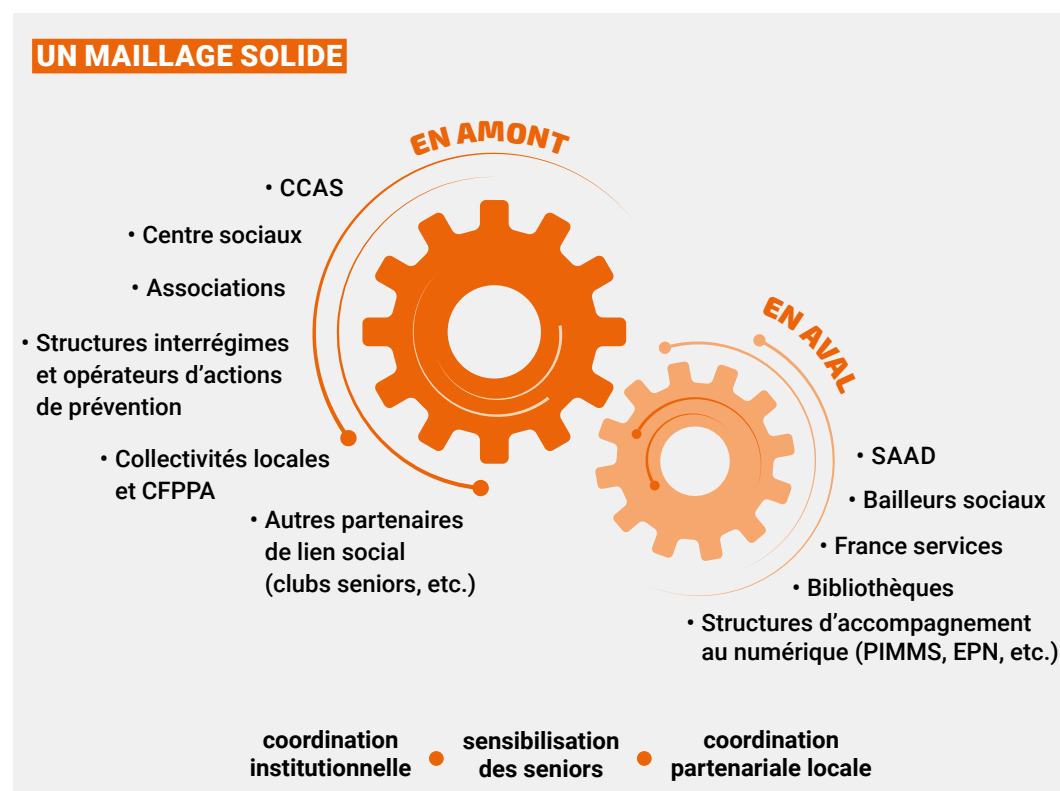 UN MAILLAGE SOLIDE
EN AMONT
• CCAS
• Centre sociaux
• Associations
• Structures interrégimes
et opérateurs d’actions
de prévention
• Collectivités locales
et CFPPA
• Autres partenaires
de lien social
(clubs seniors, etc.)
EN AVAL
• SAAD
• Bailleurs sociaux
• France services
• Bibliothèques
• Structures d’accompagnement
au numérique (PIMMS, EPN, etc.)
coordination
institutionnelle
sensibilisation
des seniors
coordination
partenariale locale